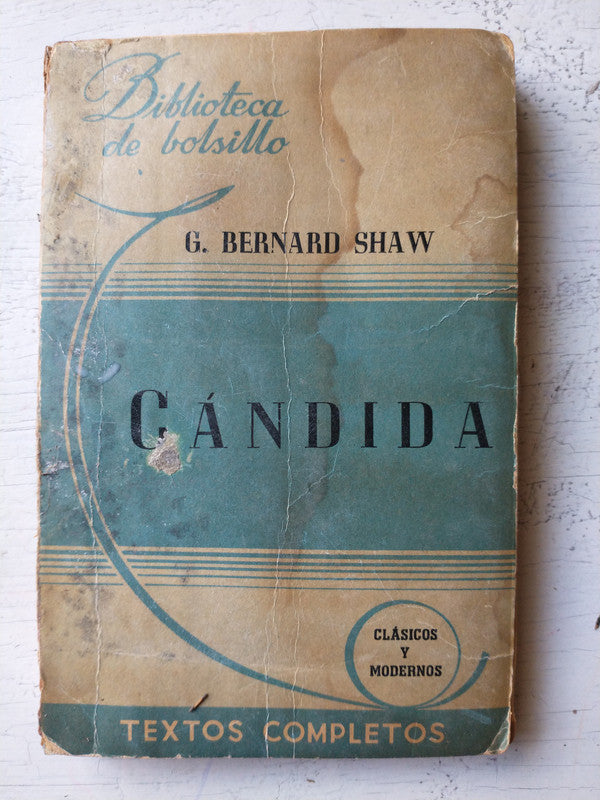 Biblioteca
de bolsillo
G. BERNARD SHAW
CÁNDIDA
CLÁSICOS
Y
MODERNOS
TEXTOS COMPLETOS